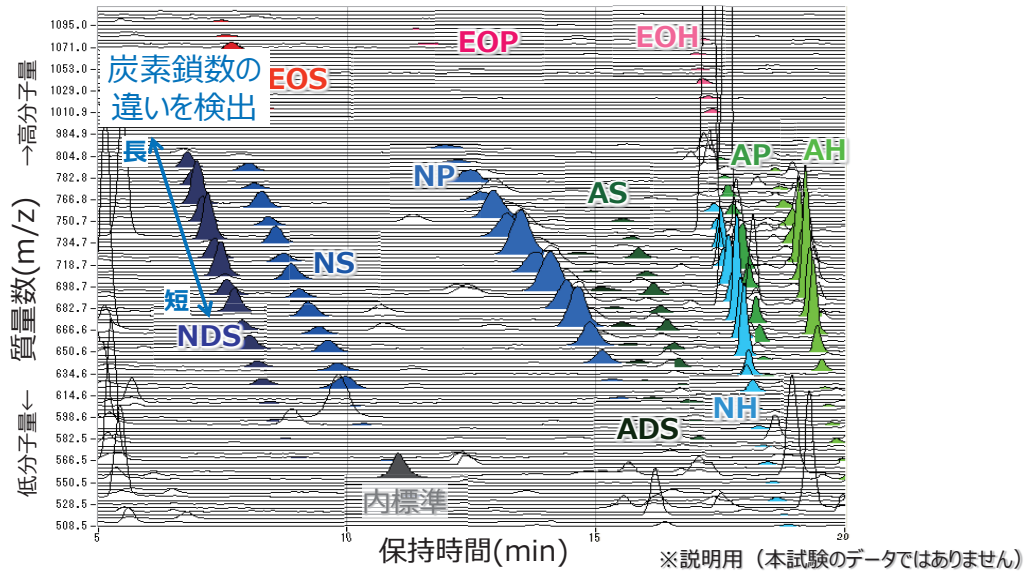 1095.0
1071.0
1053.0
1029.0
1010.9
984.9
804.8
782.8
766.8
750.7
734.7
718.7
698.7
682.7
666.6
650.6
634.6
614.6
598.6
582.5
566.5
550.5
528.5
508.5
低分子量← 質量数(m/z) →高分子量
炭素鎖数の
違いを検出
長
短
EOS
EOP
EOH
NDS
NS
NP
AS
ADS
AP
AH
NH
内標準
5 10 15 20
保持時間(min)
※説明用（本試験のデータではありません）